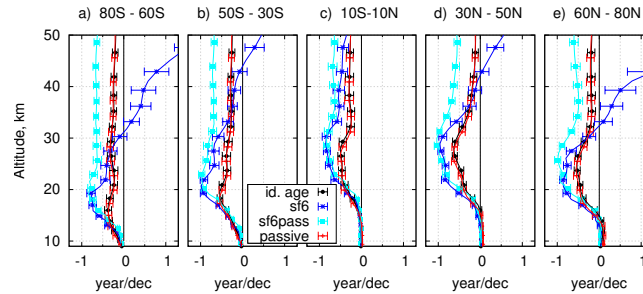 a) 80S - 60S b) 50S - 30S c) 10S-10N d) 30N - 50N e) 60N - 80N
Altitude, km
50
40
30
20
10
id. age
sf6
sf6pass
passive
-1 0 1 -1 0 1 -1 0 1 -1 0 1 -1 0 1
year/dec year/dec year/dec year/dec year/dec